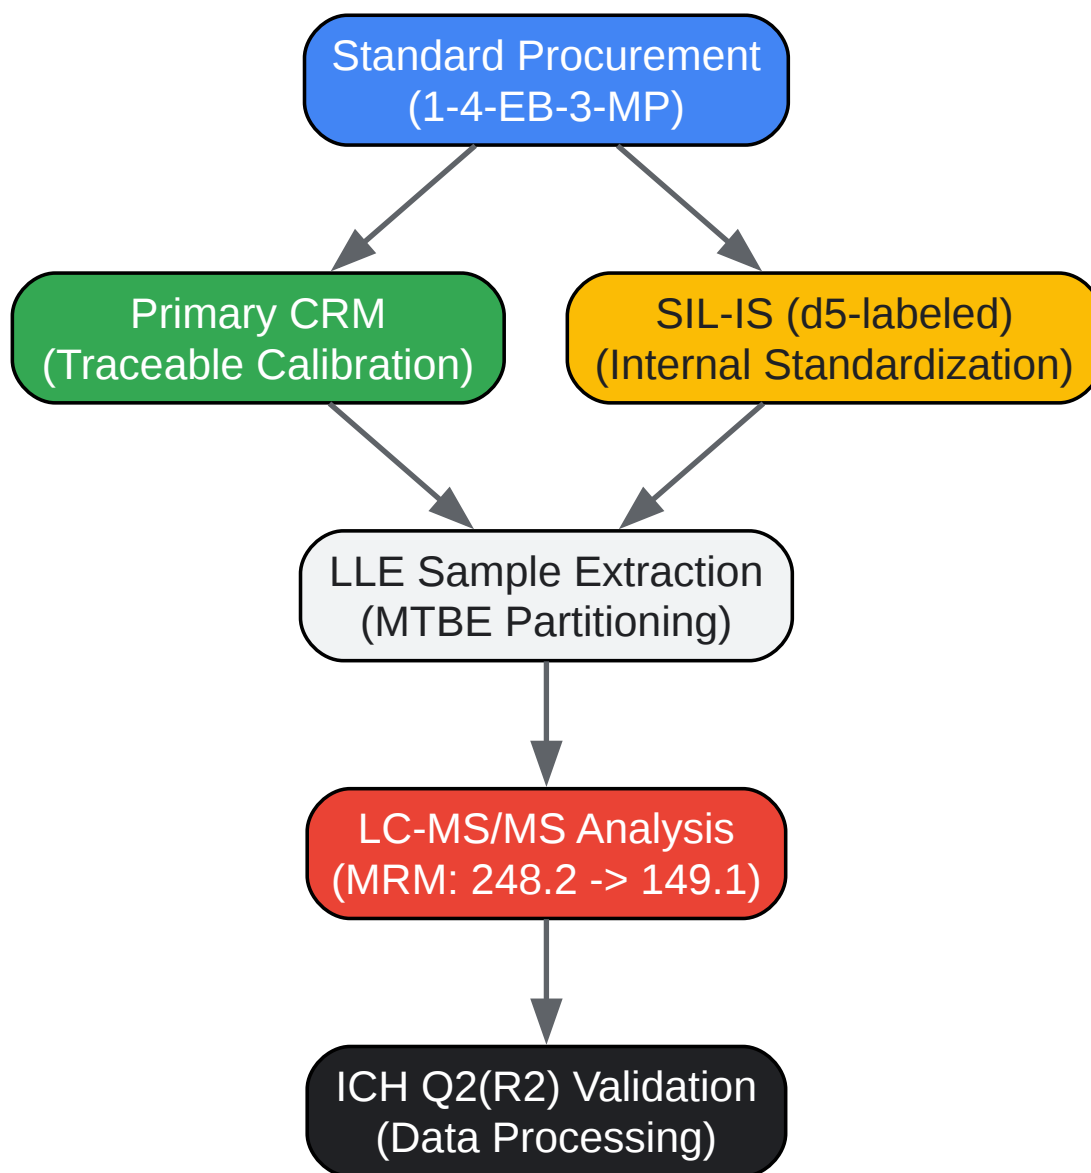 Standard Procurement
(1-4-EB-3-MP)
Primary CRM
(Traceable Calibration)
SIL-IS (d5-labeled)
(Internal Standardization)
LLE Sample Extraction
(MTBE Partitioning)
LC-MS/MS Analysis
(MRM: 248.2 -> 149.1)
ICH Q2(R2) Validation
(Data Processing)